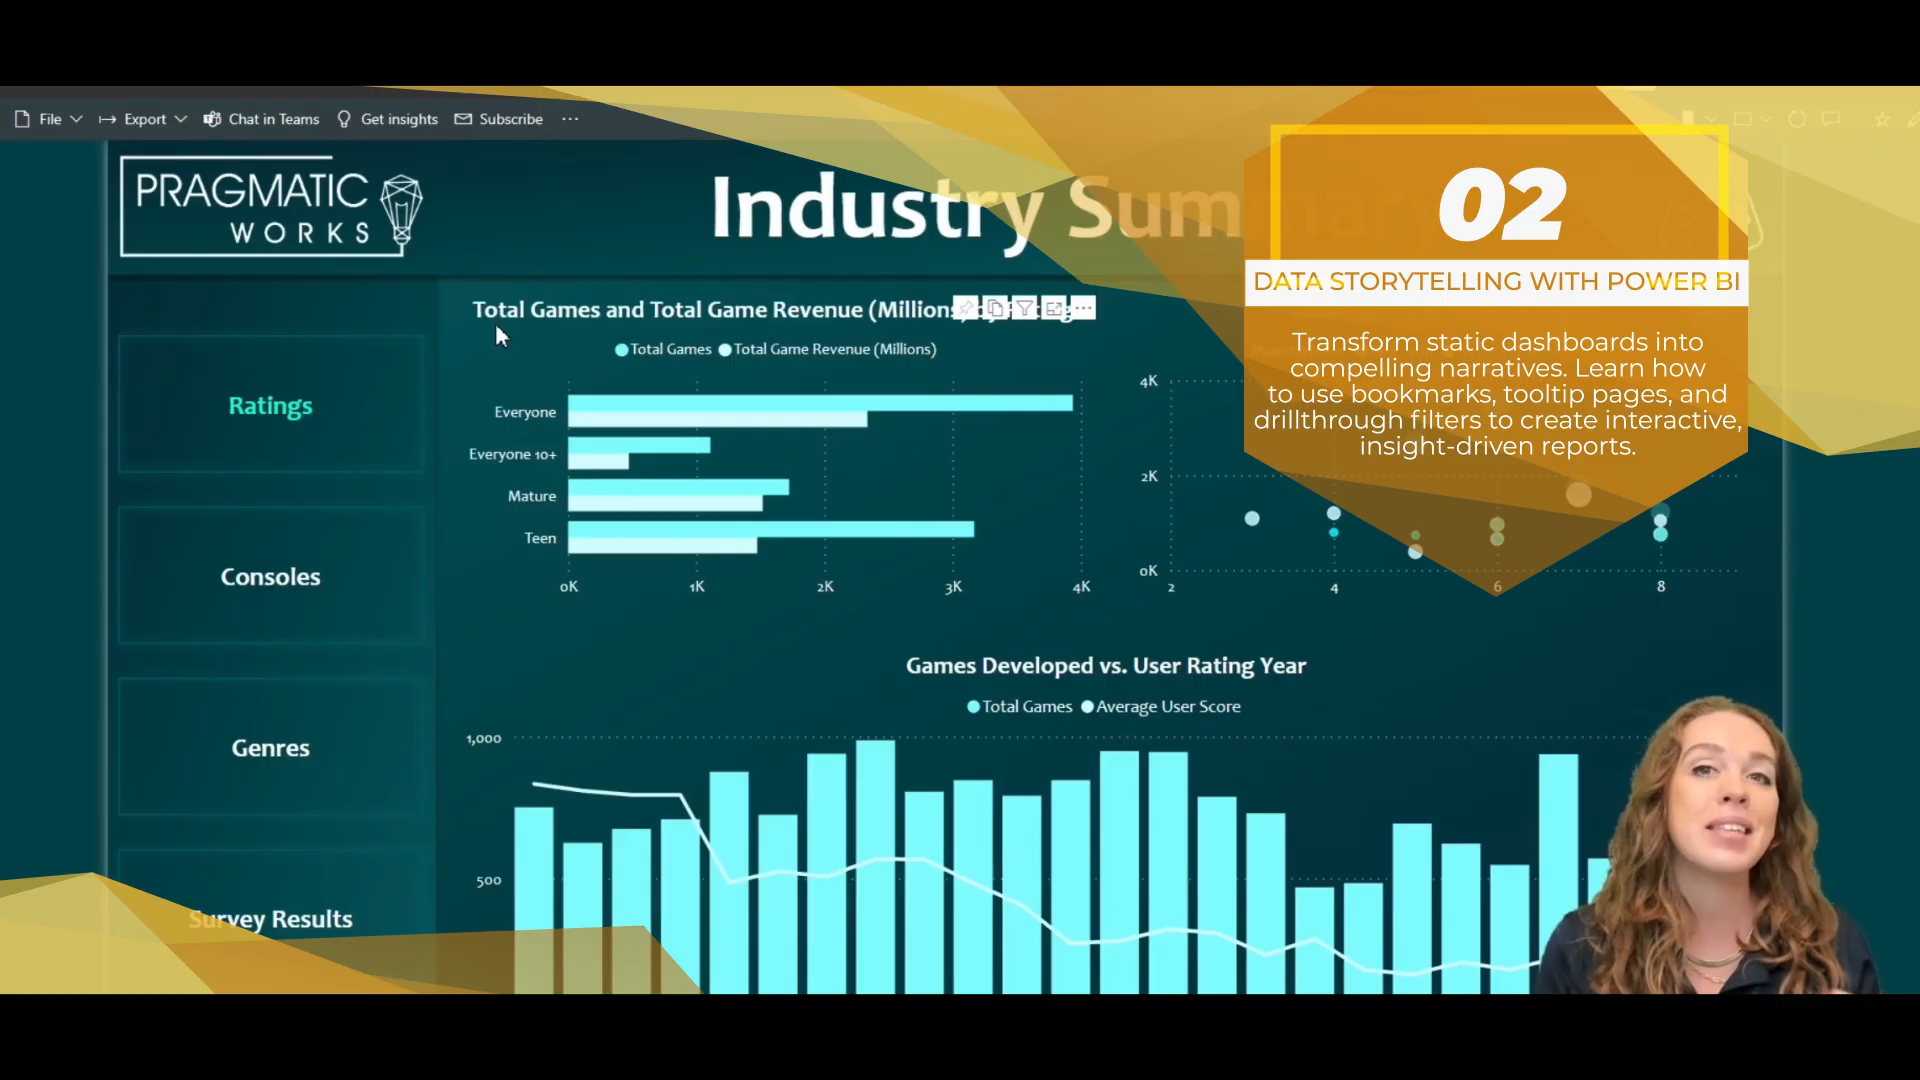 File
Export
Chat in Teams
Get insights
Subscribe
PRAGMATIC
WORKS
Industry Summary
02
DATA STORYTELLING WITH POWER BI
Transform static dashboards into
compelling narratives. Learn how
to use bookmarks, tooltip pages, and
drillthrough filters to create interactive,
insight-driven reports.
Ratings
Consoles
Genres
Survey Results
Total Games and Total Game Revenue (Millions
Total Games
Total Game Revenue (Millions)
Everyone
Everyone 10+
Mature
Teen
0K
1K
2K
3K
4K
4K
2K
0K
2
4
6
8
Games Developed vs. User Rating Year
Total Games
Average User Score
1,000
500